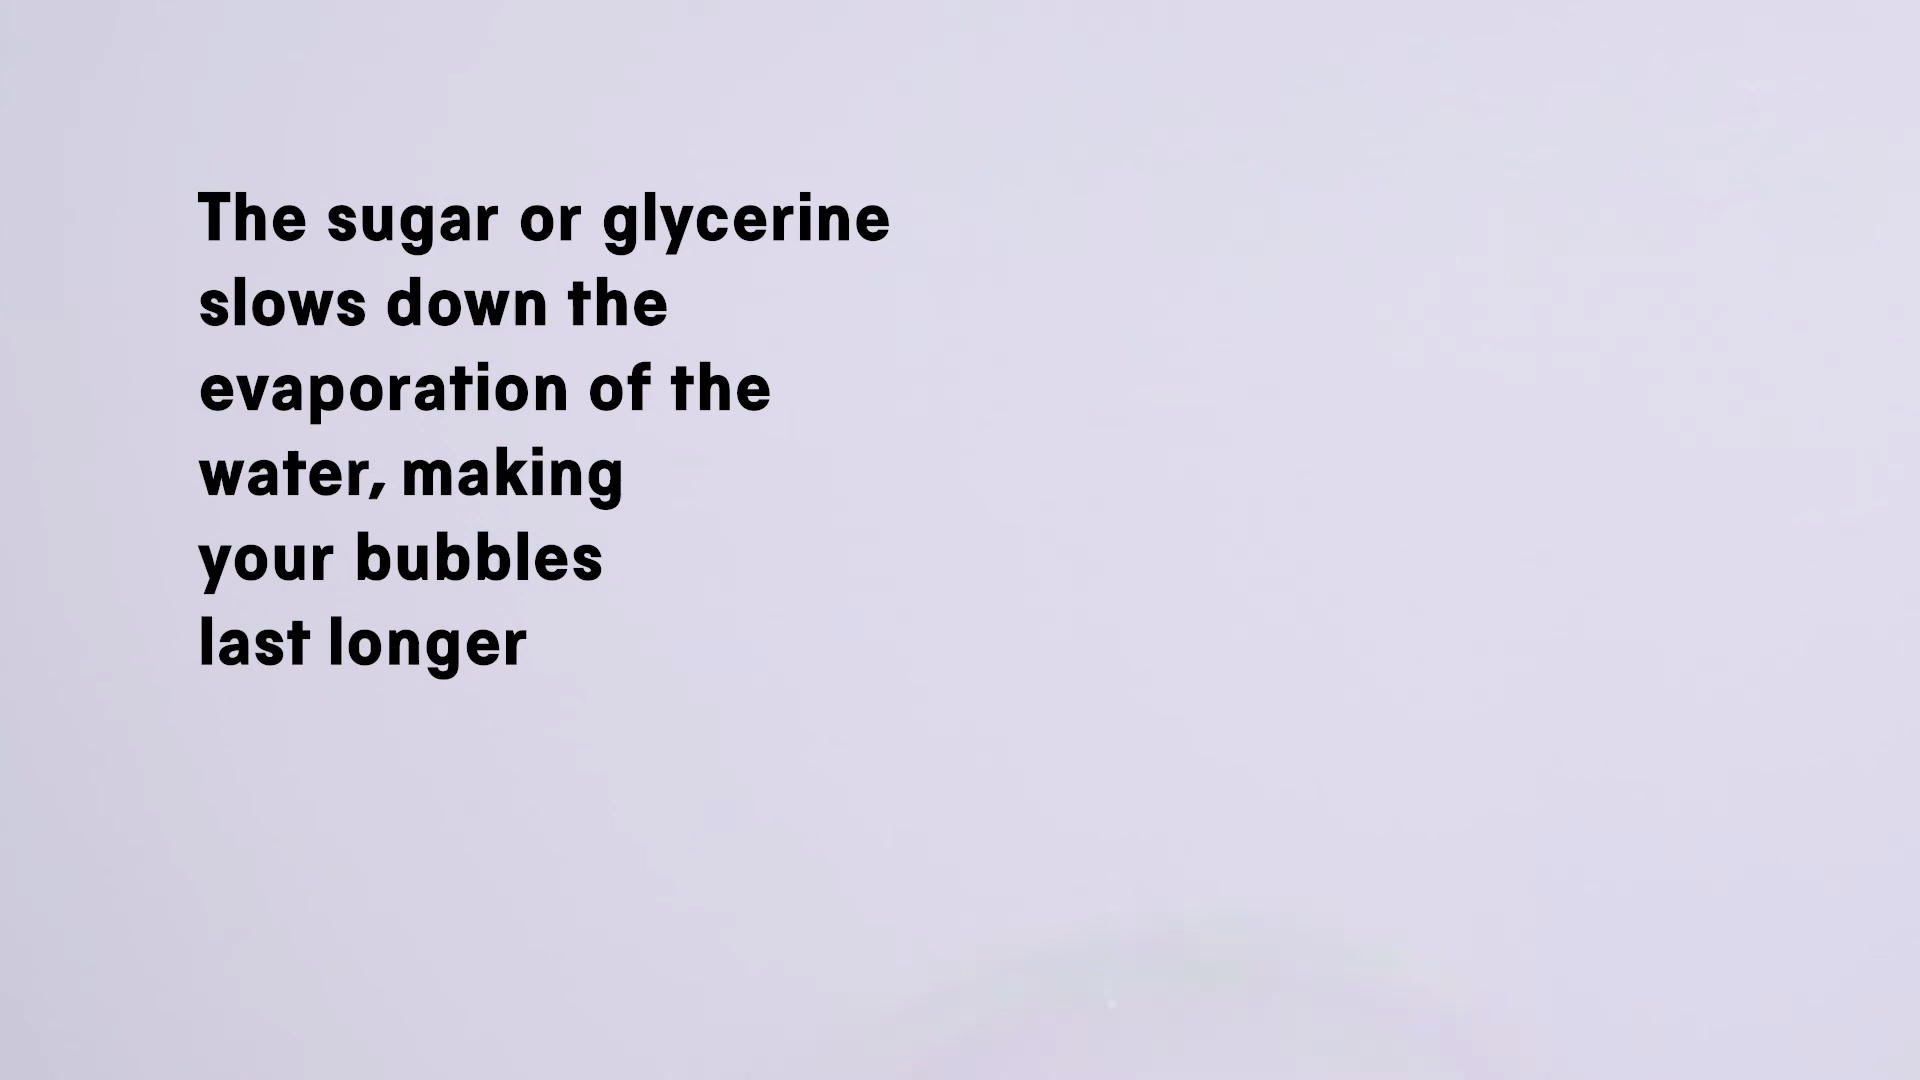 The sugar or glycerine
slows down the
evaporation of the
water, making
your bubbles
last longer